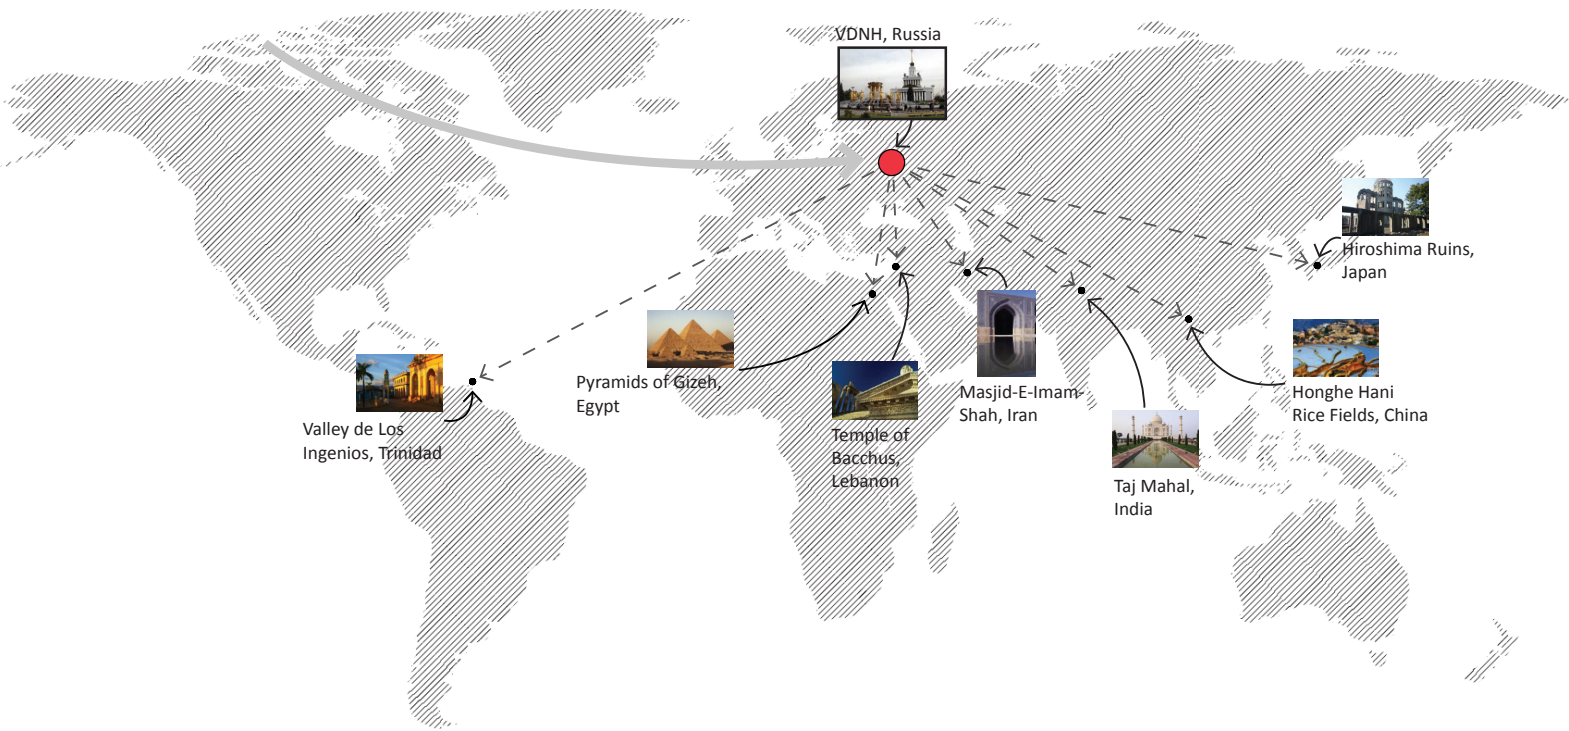 VDNH, Russia
Hiroshima Ruins,
Japan
Pyramids of Gizeh,
Egypt
Masjid-E-Imam-
Shah, Iran
Honghe Hani
Rice Fields, China
Valley de Los
Ingenios, Trinidad
Temple of
Bacchus,
Lebanon
Taj Mahal,
India